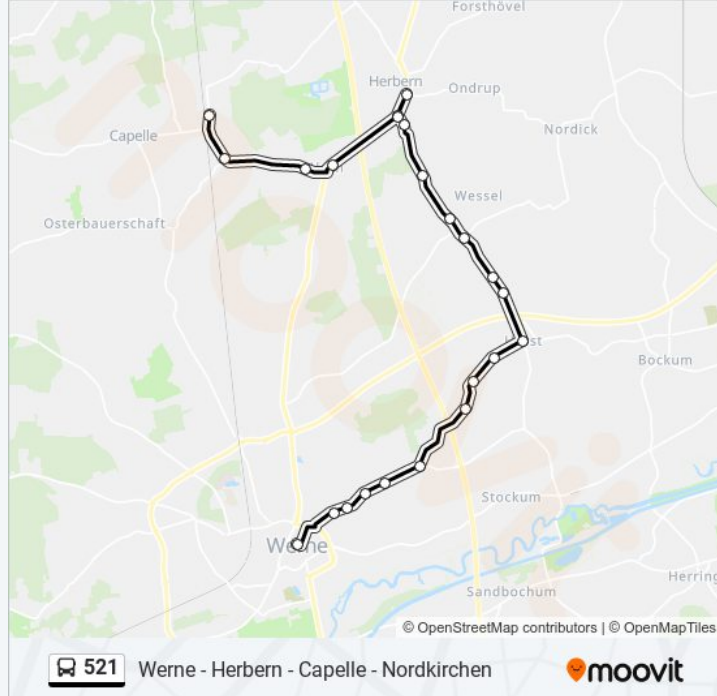 Forsthövel
Herbern
Ondrup
Capelle
Nordick
Wessel
Osterbauerschaft
Bockum
Stockum
Werne
Herring
Sandbochum
© OpenStreetMap contributors | © OpenMapTiles
521 Werne - Herbern - Capelle - Nordkirchen
moovit